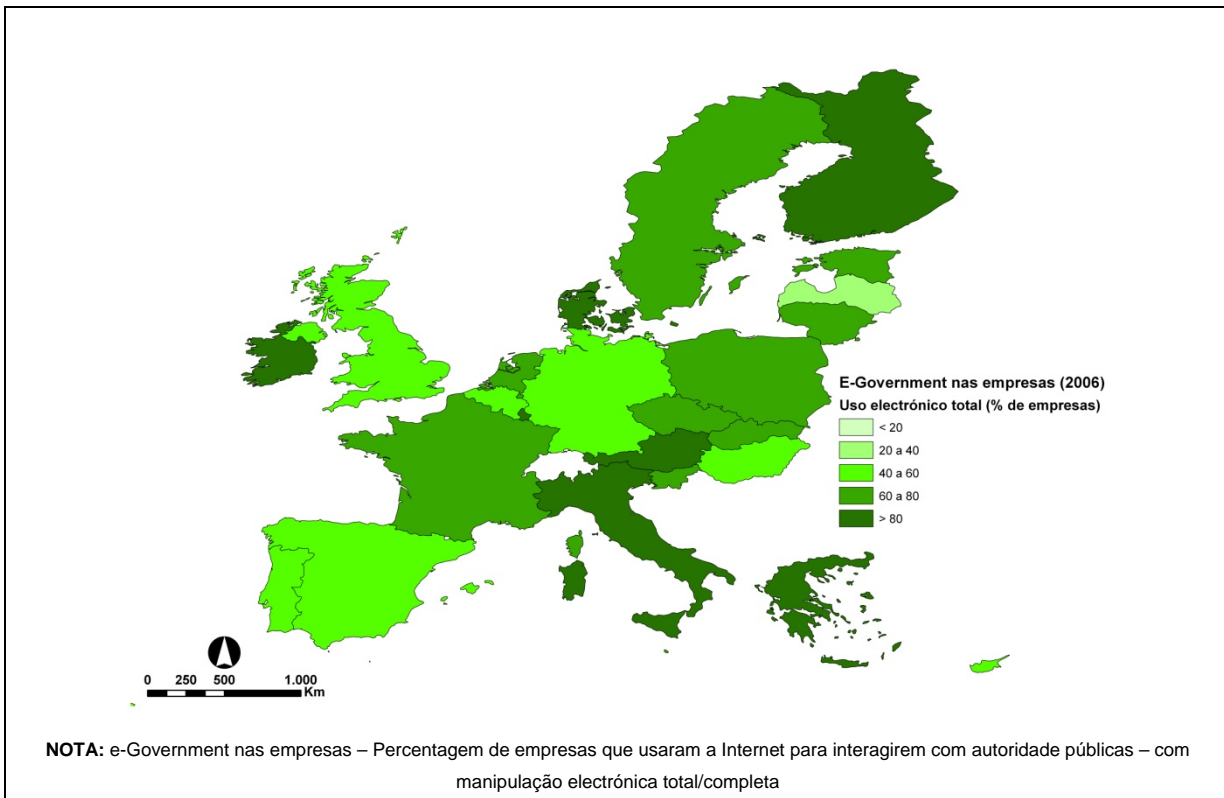 E-Government nas empresas (2006)
Uso electrónico total (% de empresas)
< 20
20 a 40
40 a 60
60 a 80
> 80
0 250 500 1.000
Km
NOTA: e-Government nas empresas – Percentagem de empresas que usaram a Internet para interagirem com autoridade públicas – com
manipulação electrónica total/completa